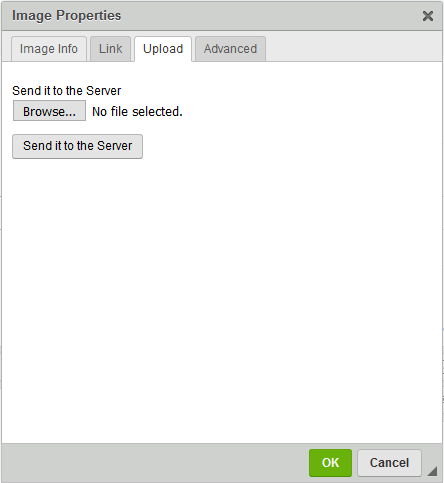 Image Properties
Image Info Link Upload Advanced
Send it to the Server
Browse... No file selected.
Send it to the Server
OK Cancel